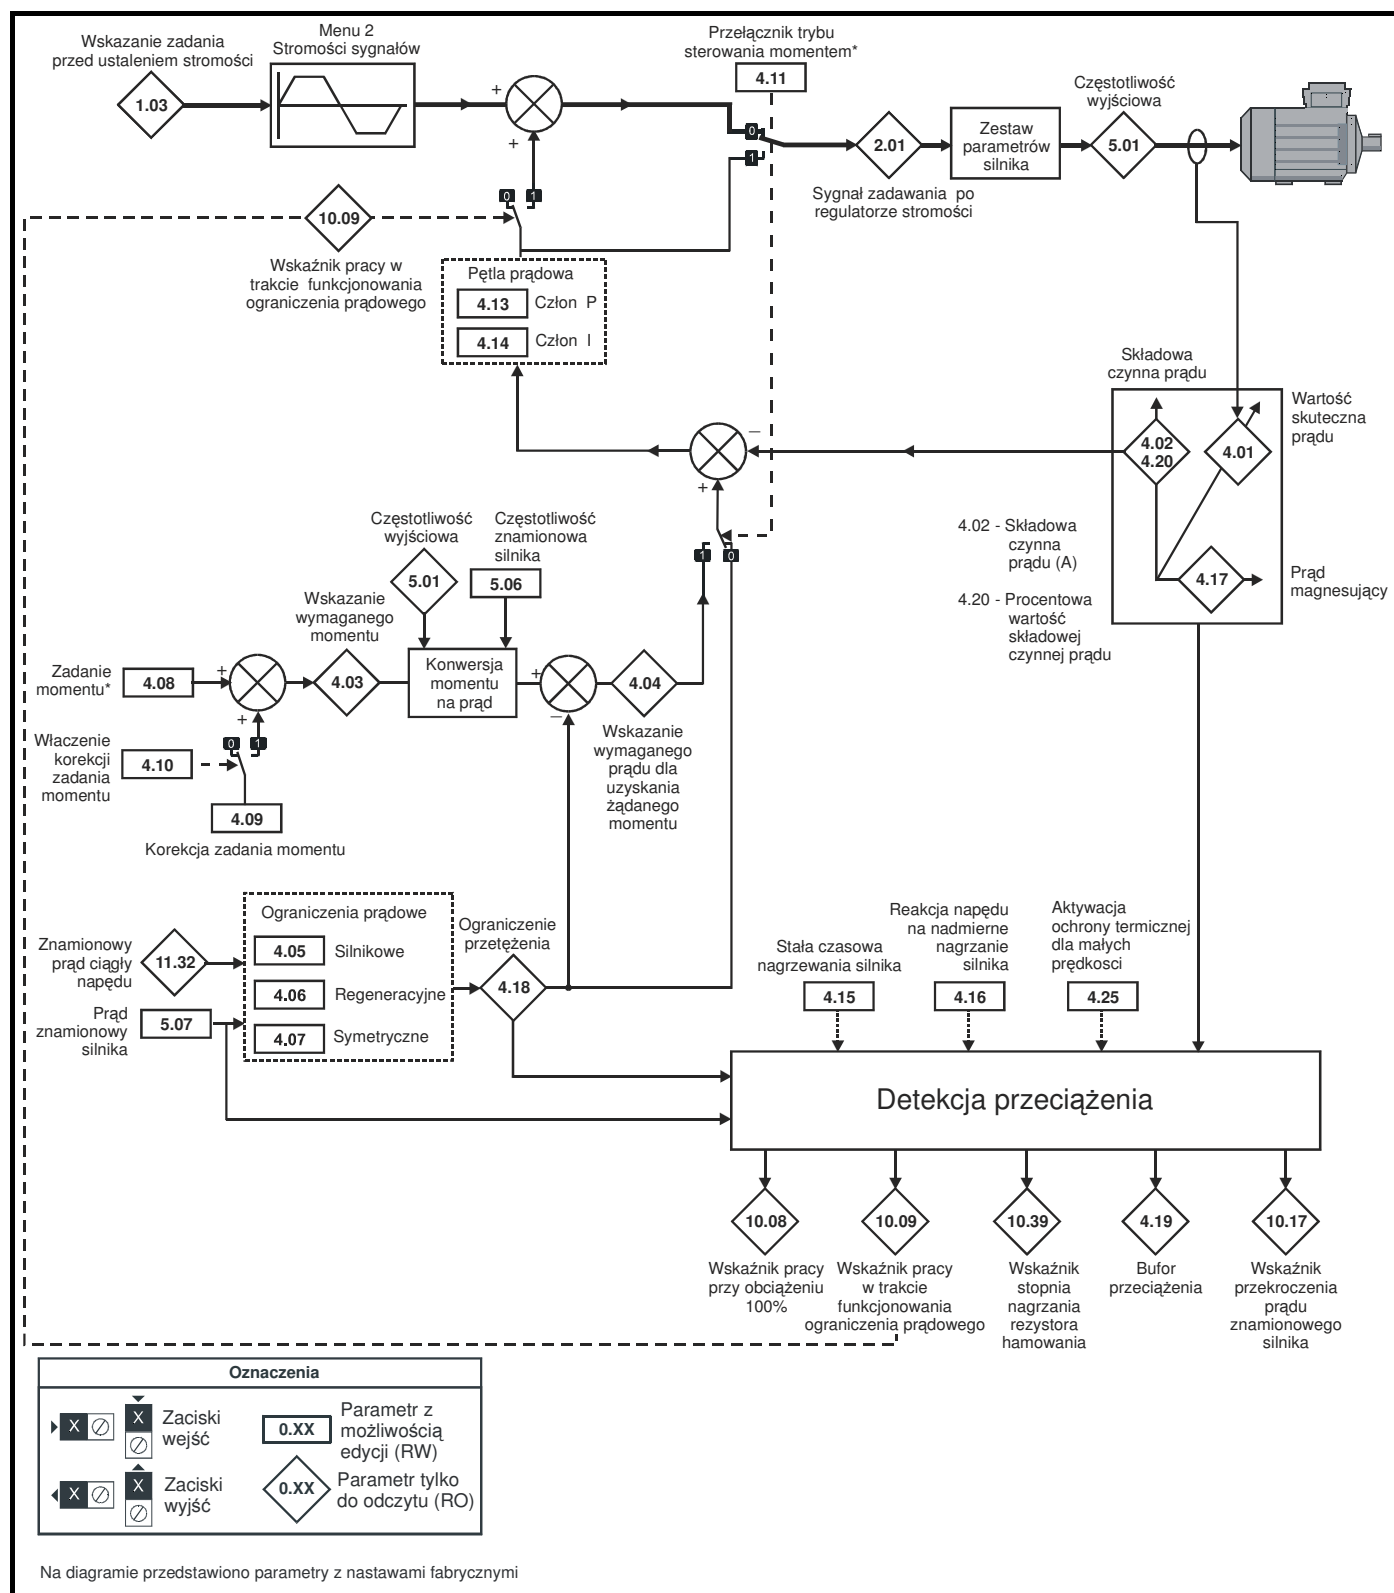 Wskazanie zadania
przed ustaleniem stromości
1.03
Menu 2
Stromości sygnałów
+
+
Przełącznik trybu
sterowania momentem*
4.11
0
1
2.01
Sygnał zadawania po
regulatorze stromości
Zestaw
parametrów
silnika
Częstotliwość
wyjściowa
5.01
0 1
10.09
Wskaźnik pracy w
trakcie funkcjonowania
ograniczenia prądowego
Pętla prądowa
4.13 Człon P
4.14 Człon I
Składowa
czynna prądu
Wartość
skuteczna
prądu
4.02
4.20
4.01
4.17
Prąd
magnesujący
4.02 - Składowa
czynna
prądu (A)
4.20 - Procentowa
wartość
składowej
czynnej prądu
–
+
1 0
Częstotliwość
wyjściowa
5.01
Częstotliwość
znamionowa
silnika
5.06
Wskazanie
wymaganego
momentu
Zadanie
momentu*
4.08
+
+
4.03
Konwersja
momentu
na prąd
+
–
4.04
Wskazanie
wymaganego
prądu dla
uzyskania
żądanego
momentu
Właczenie
korekcji
zadania
momentu
4.10
0 1
4.09
Korekcja zadania momentu
Znamionowy
prąd ciągły
napędu
11.32
Prąd
znamionowy
silnika
5.07
Ograniczenia prądowe
4.05 Silnikowe
4.06 Regeneracyjne
4.07 Symetryczne
Ograniczenie
przetężenia
4.18
Stała czasowa
nagrzewania silnika
4.15
Reakcja napędu
na nadmierne
nagrzanie
silnika
4.16
Aktywacja
ochrony termicznej
dla małych
prędkosci
4.25
Detekcja przeciążenia
10.08
Wskaźnik pracy
przy obciążeniu
100%
10.09
Wskaźnik pracy
w trakcie
funkcjonowania
ograniczenia prądowego
10.39
Wskaźnik
stopnia
nagrzania
rezystora
hamowania
4.19
Bufor
przeciążenia
10.17
Wskaźnik
przekroczenia
prądu
znamionowego
silnika
Oznaczenia
X
X
Zaciski
wejść
0.XX
Parametr z
możliwością
edycji (RW)
X
X
Zaciski
wyjść
0.XX
Parametr tylko
do odczytu (RO)
Na diagramie przedstawiono parametry z nastawami fabrycznymi